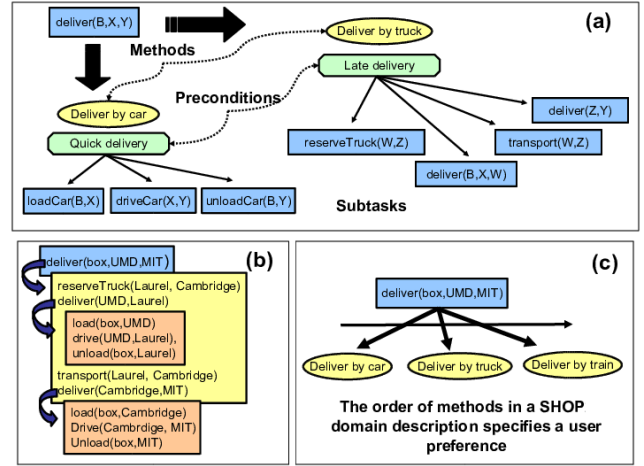 deliver(B,X,Y)
(a)
Methods
Deliver by truck
Late delivery
Preconditions
Deliver by car
Quick delivery
deliver(Z,Y)
reserveTruck(W,Z)
transport(W,Z)
deliver(B,X,W)
loadCar(B,X)
driveCar(X,Y)
unloadCar(B,Y)
Subtasks
(b)
deliver(box,UMD,MIT)
reserveTruck(Laurel, Cambridge)
deliver(UMD,Laurel)
load(box,UMD)
drive(UMD,Laurel),
unload(box,Laurel)
transport(Laurel, Cambridge)
deliver(Cambridge,MIT)
load(box,Cambridge)
Drive(Cambrdige, MIT)
Unload(box,MIT)
(c)
deliver(box,UMD,MIT)
Deliver by car
Deliver by truck
Deliver by train
The order of methods in a SHOP
domain description specifies a user
preference